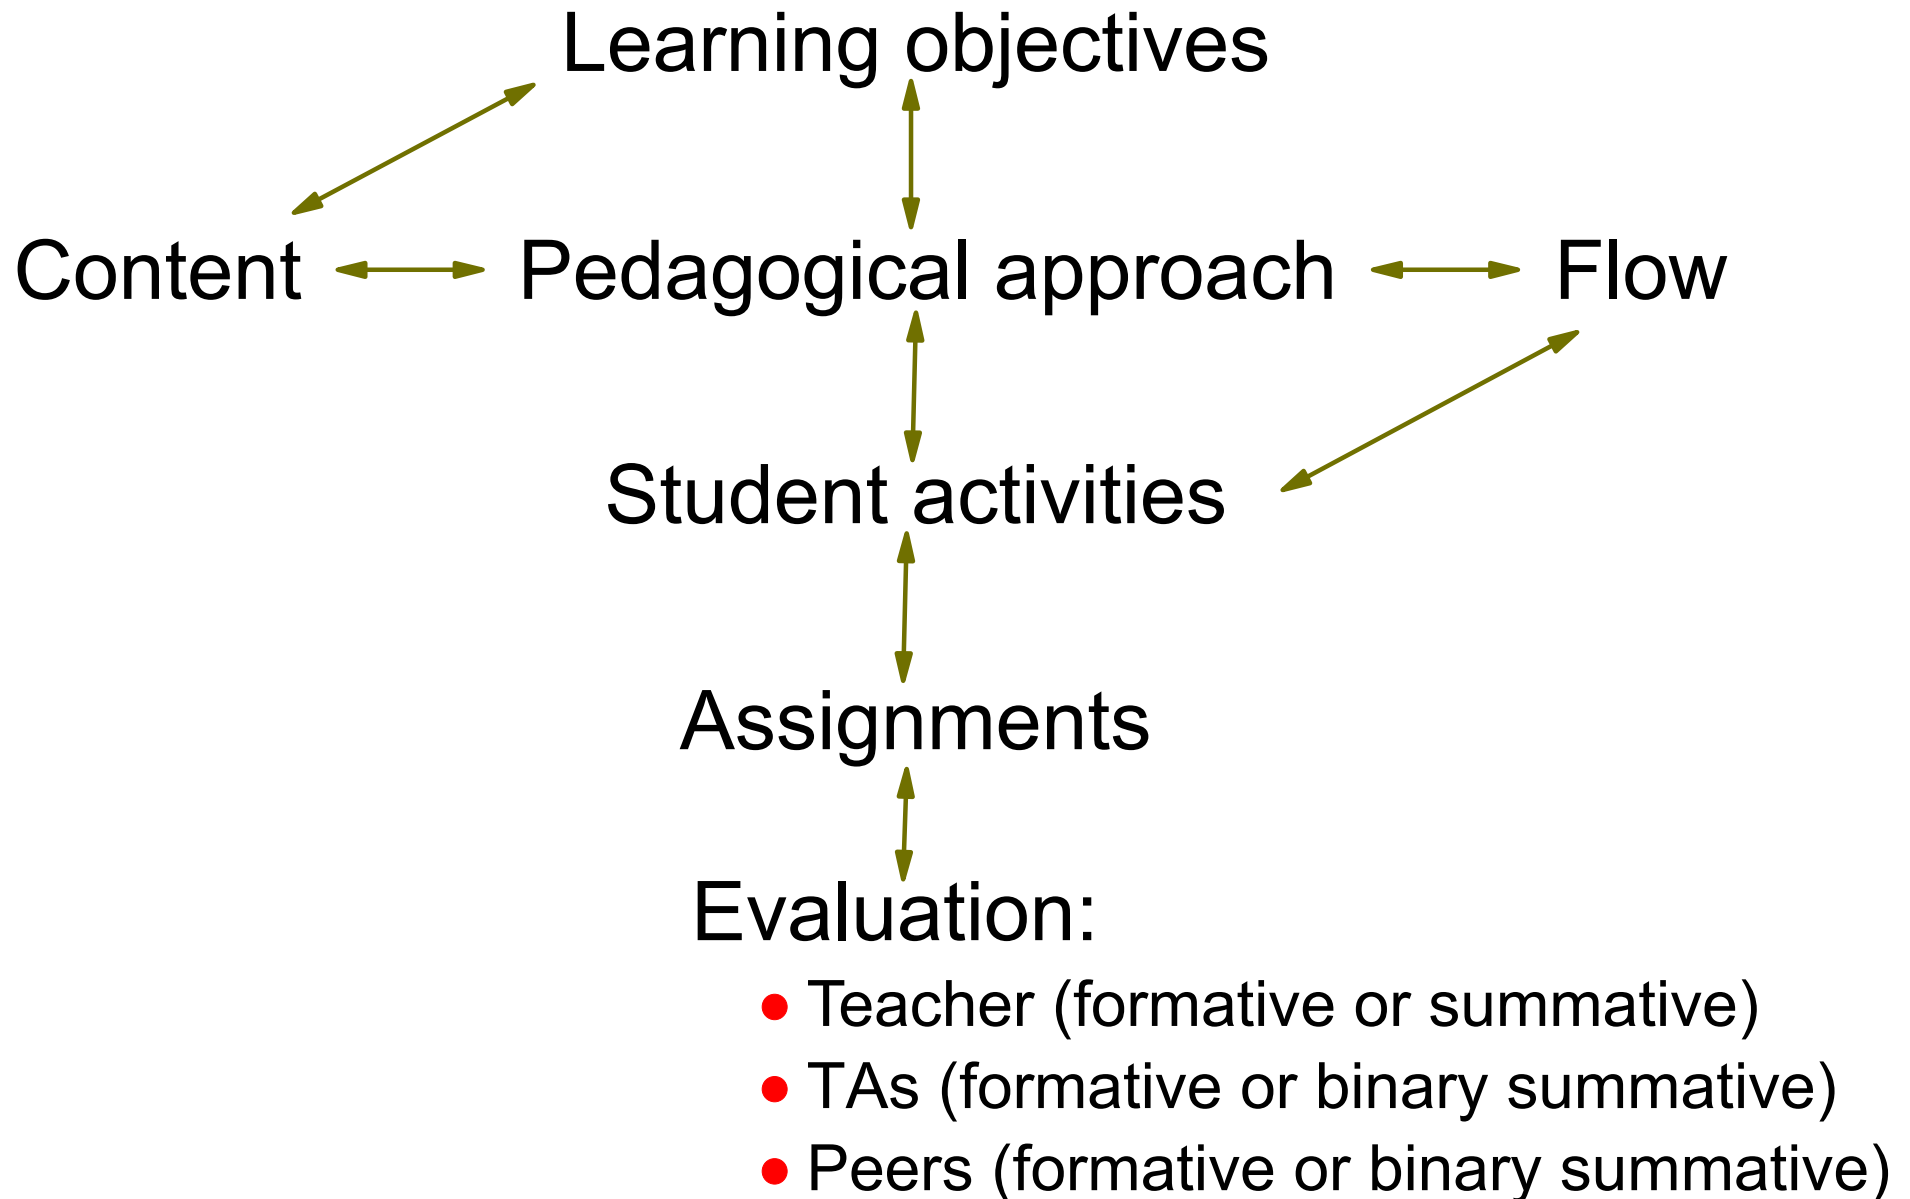 Learning objectives
Content Pedagogical approach Flow
Student activities
Assignments
Evaluation:
● Teacher (formative or summative)
● TAs (formative or binary summative)
● Peers (formative or binary summative)